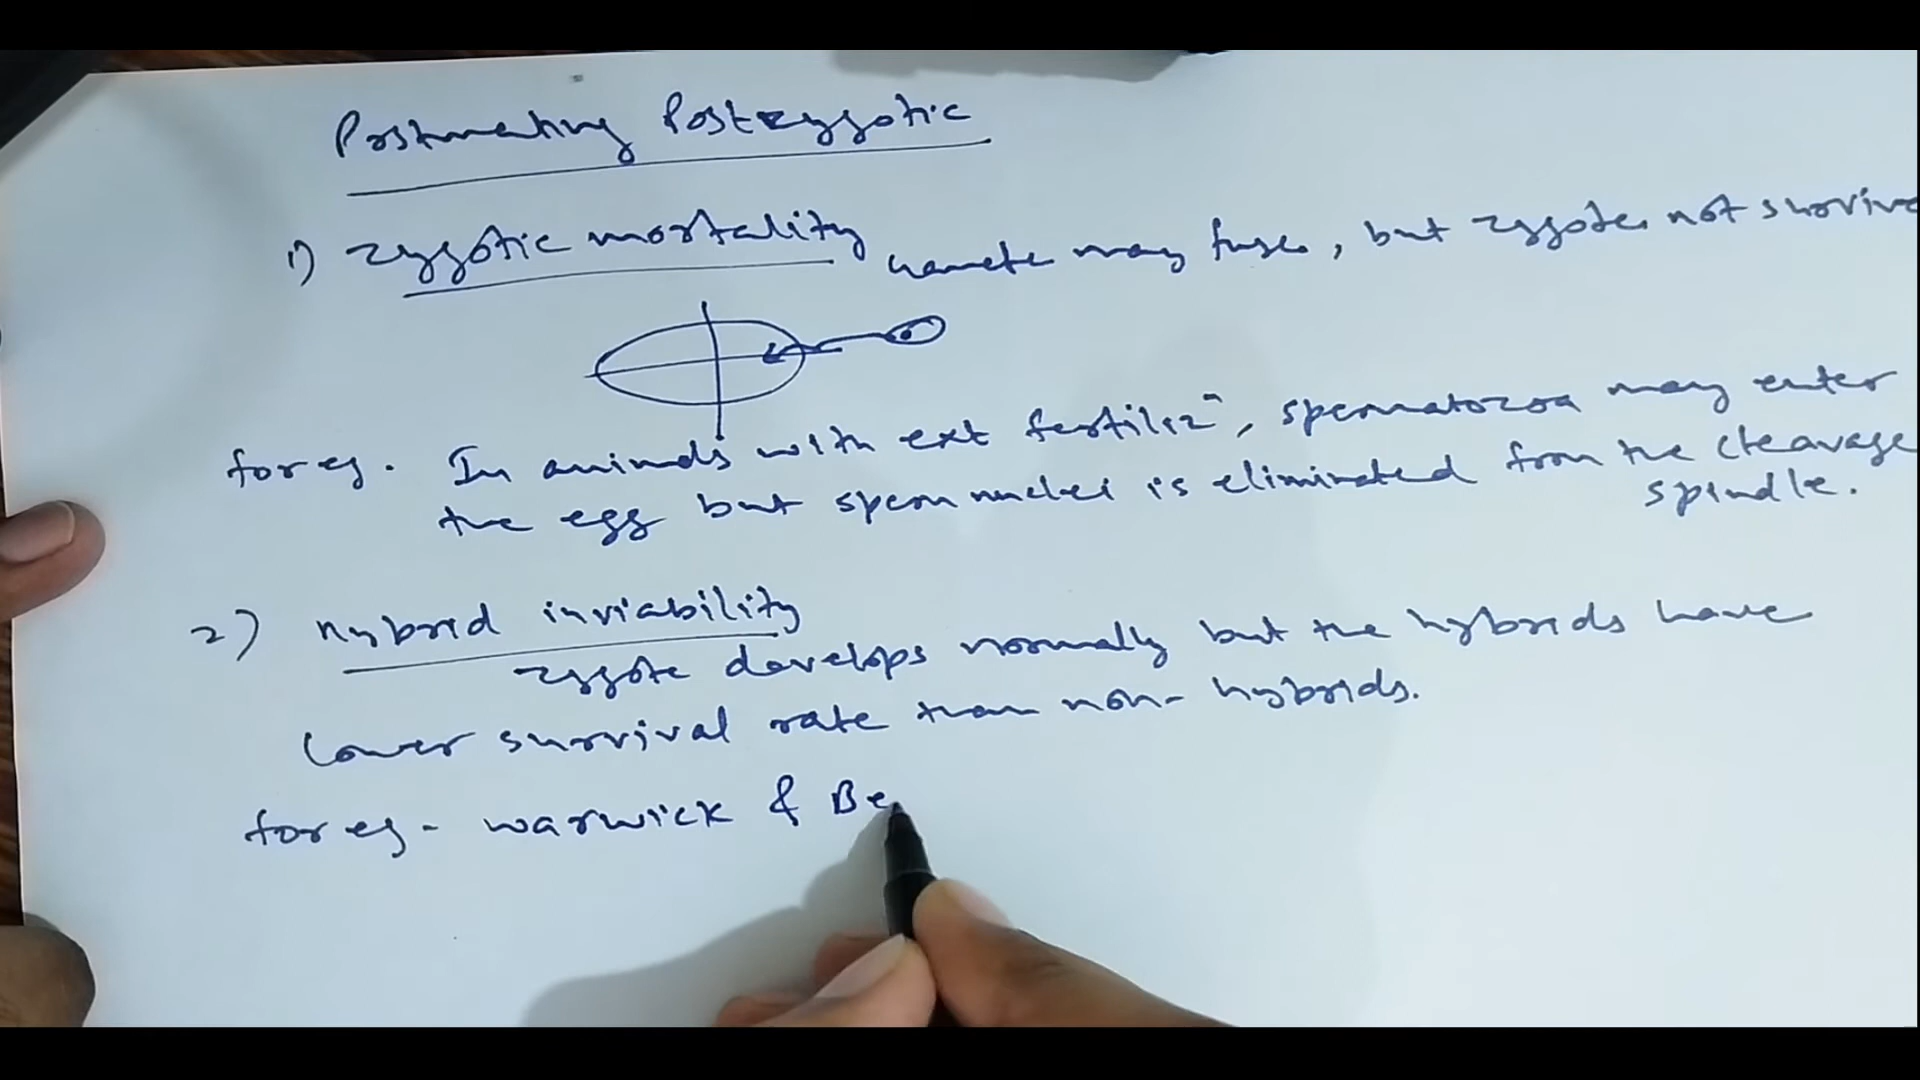 Postmating Postzygotic
1) Zygotic mortality Gamete may fuse, but zygotes not survive
for eg. In animals with ext fertilizn, spermatozoa may enter
the egg but sperm nuclei is eliminated from the cleavage
spindle.
2) Hybrid inviability
Zygote develops normally but the hybrids have
lower survival rate than non-hybrids.
for eg - warwick & Be